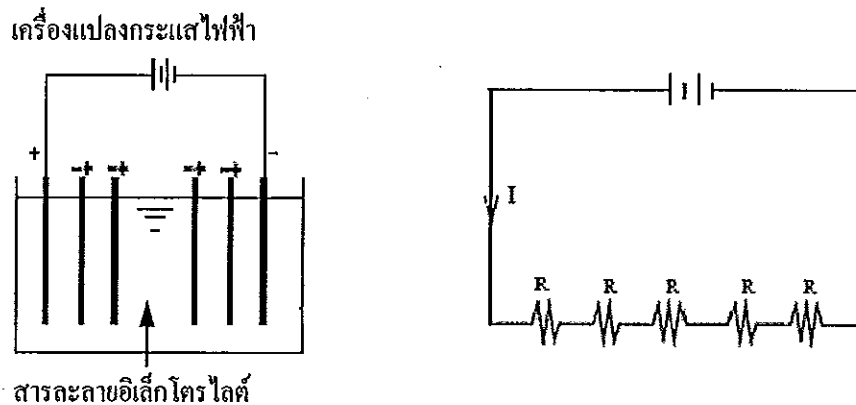 เครื่องแปลงกระแสไฟฟ้า
+ -+ -+ -+ -+ -
I
R R R R R
สารละลายอิเล็กโตรไลต์